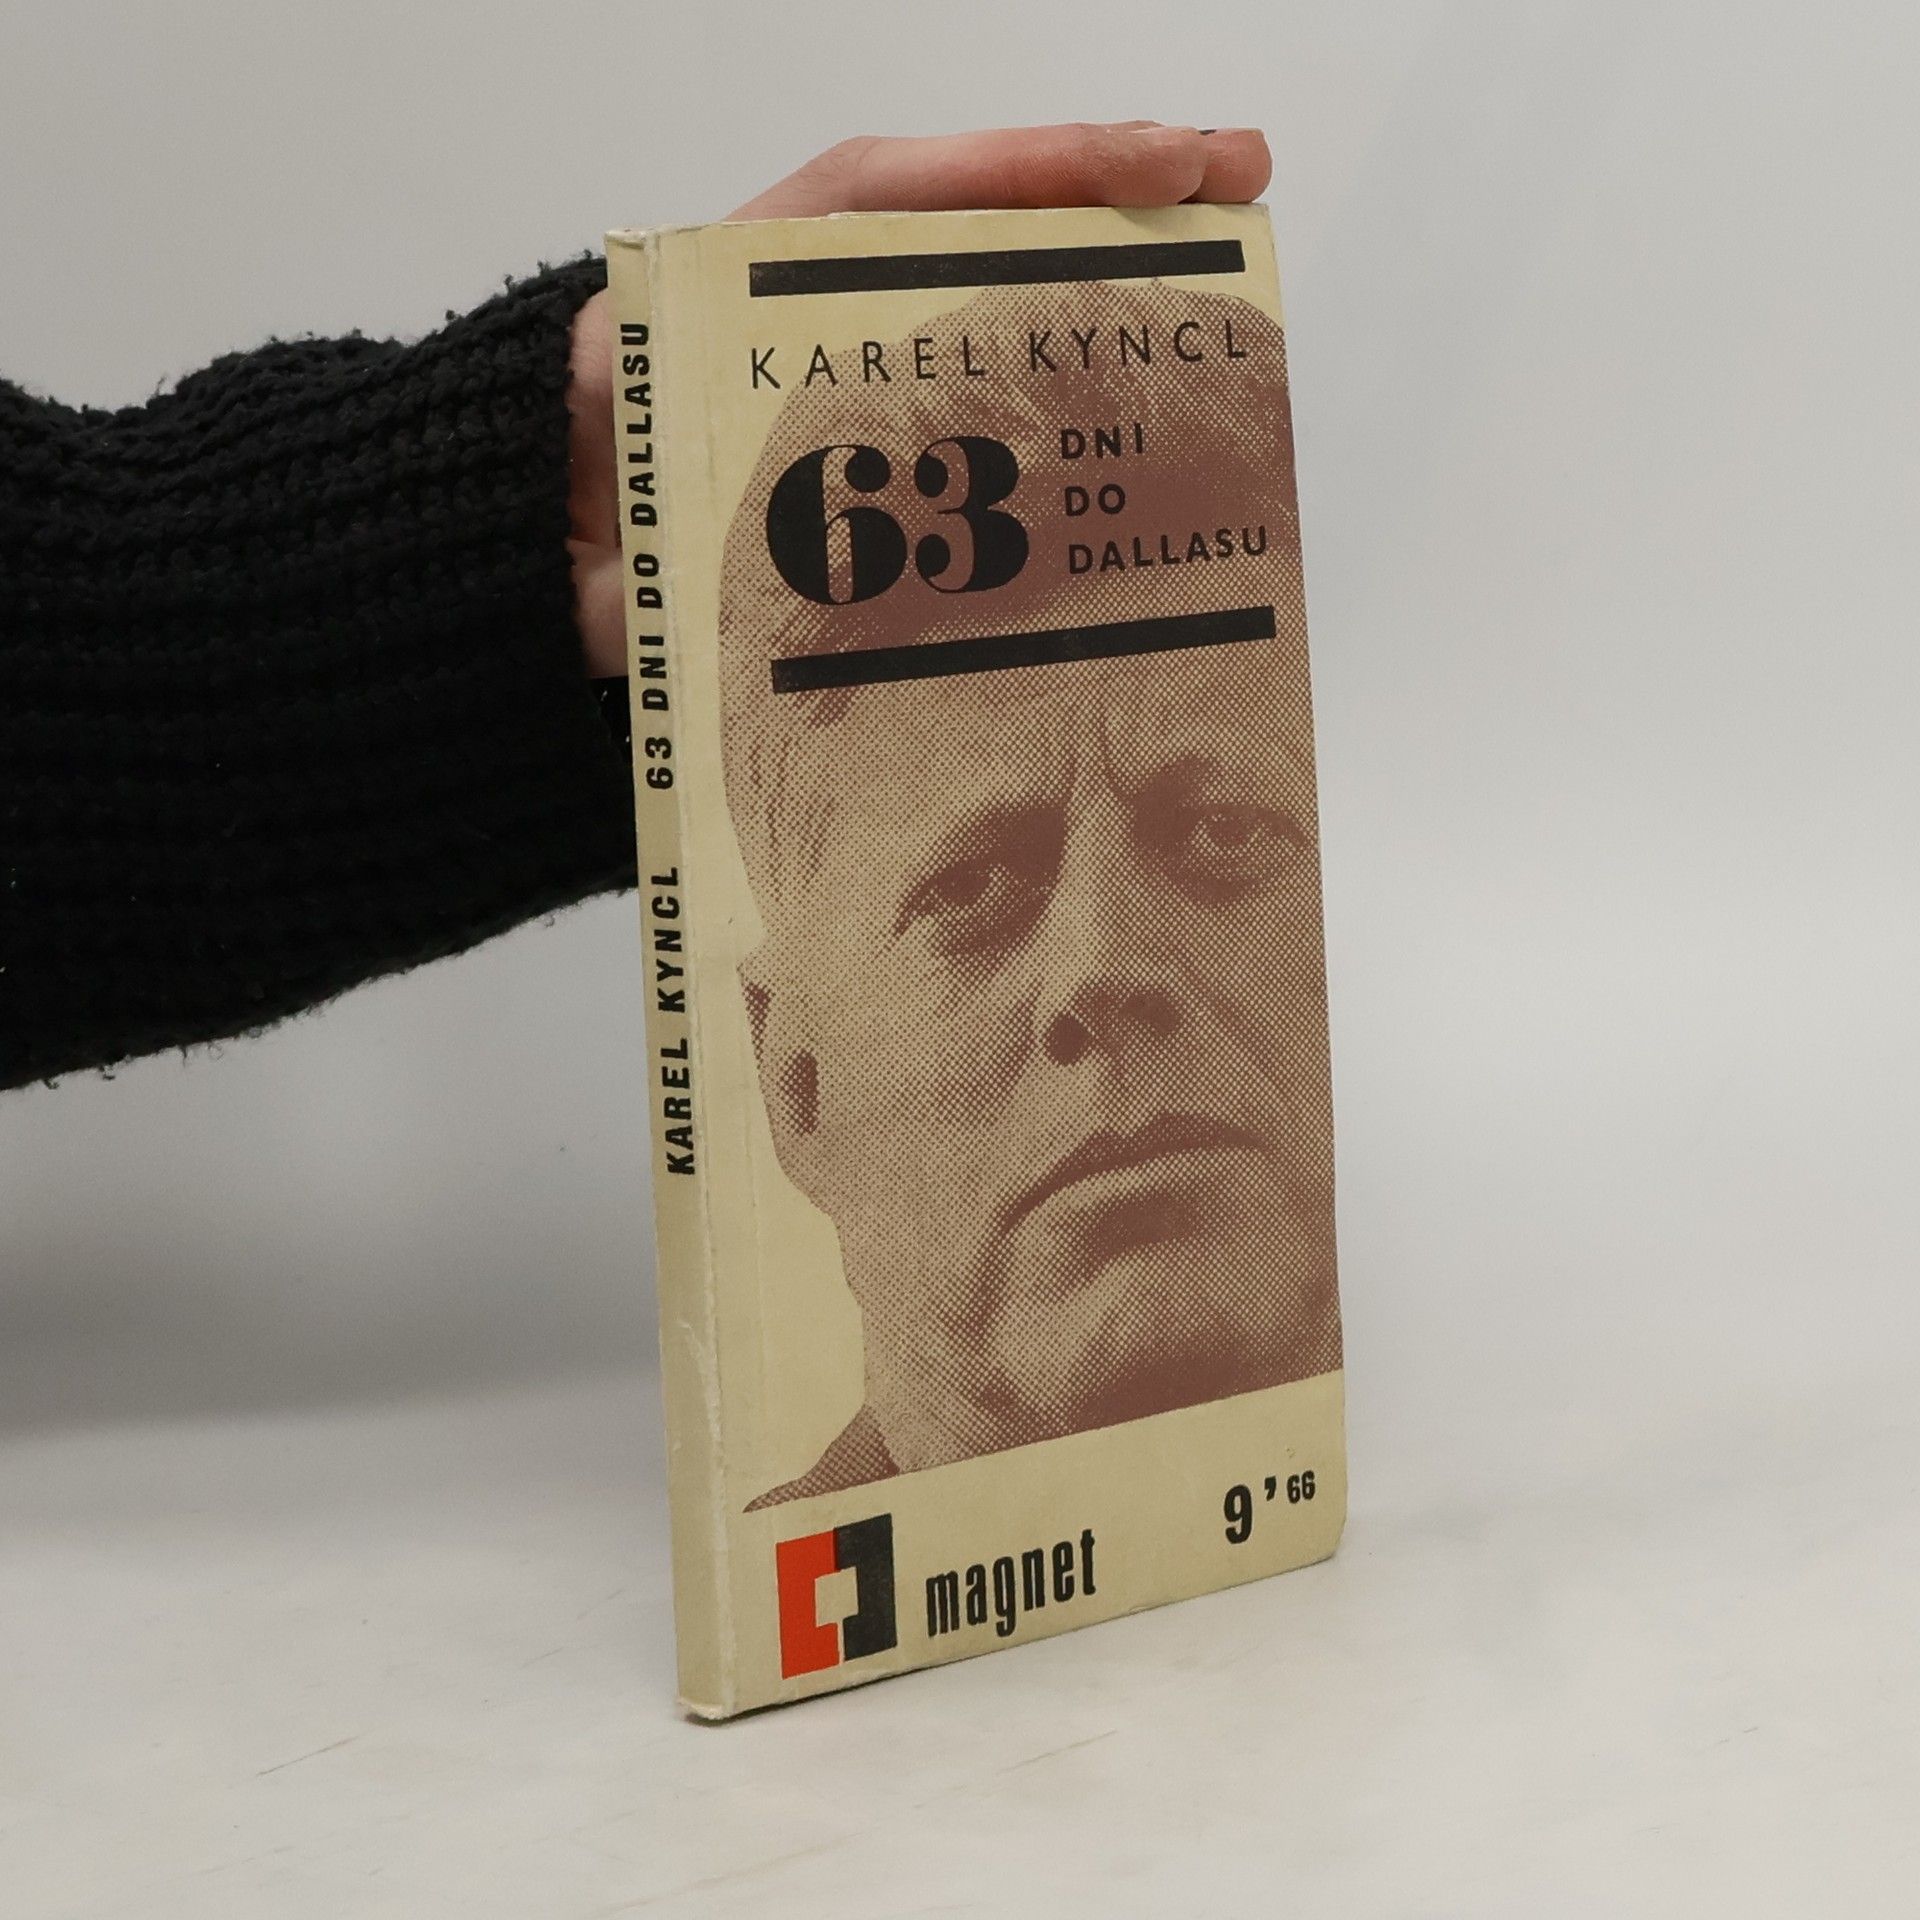 KAREL KYNCL 63 DNI DO DALLASU
KAREL KYNCL
63 DNI
DO
DALLASU
magnet 9'66